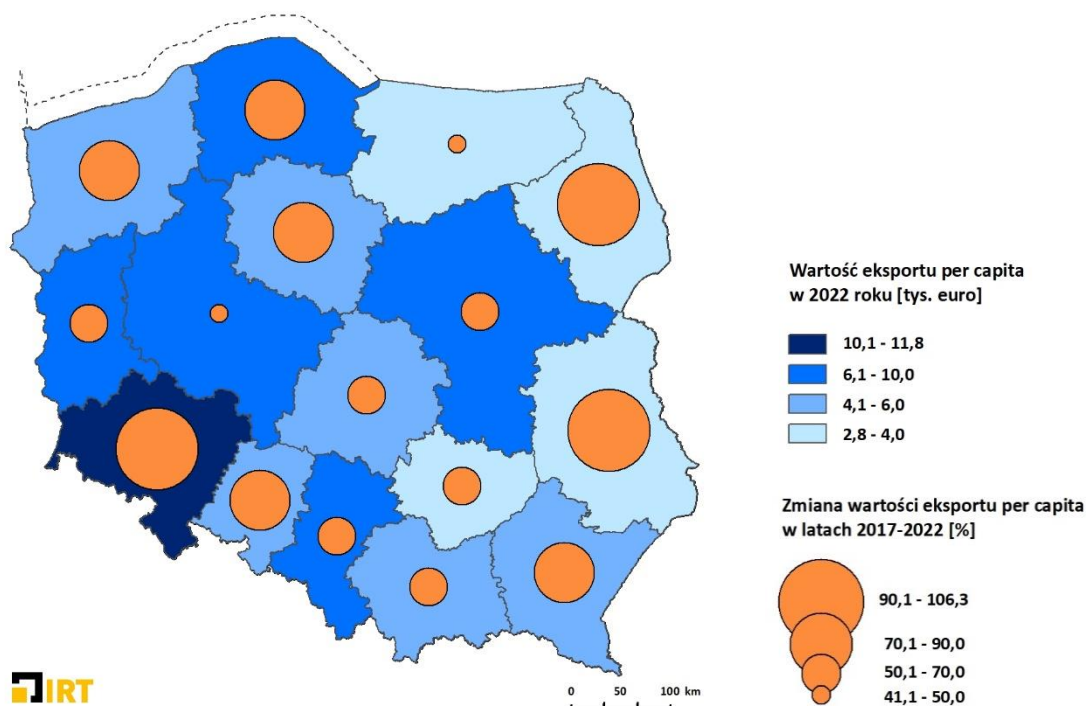 Wartość eksportu per capita
w 2022 roku [tys. euro]
10,1 - 11,8
6,1 - 10,0
4,1 - 6,0
2,8 - 4,0
Zmiana wartości eksportu per capita
w latach 2017-2022 [%]
90,1 - 106,3
70,1 - 90,0
50,1 - 70,0
41,1 - 50,0
IRT
0 50 100 km